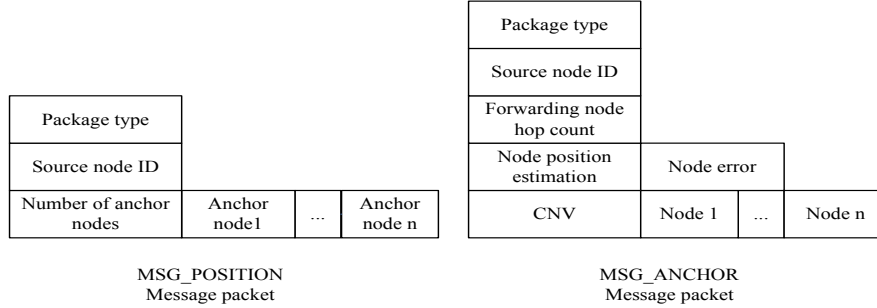 Package type
Source node ID
Number of anchor
nodes
Anchor
node1
...
Anchor
node n
MSG_POSITION
Message packet
Package type
Source node ID
Forwarding node
hop count
Node position
estimation
Node error
CNV
Node 1
...
Node n
MSG_ANCHOR
Message packet